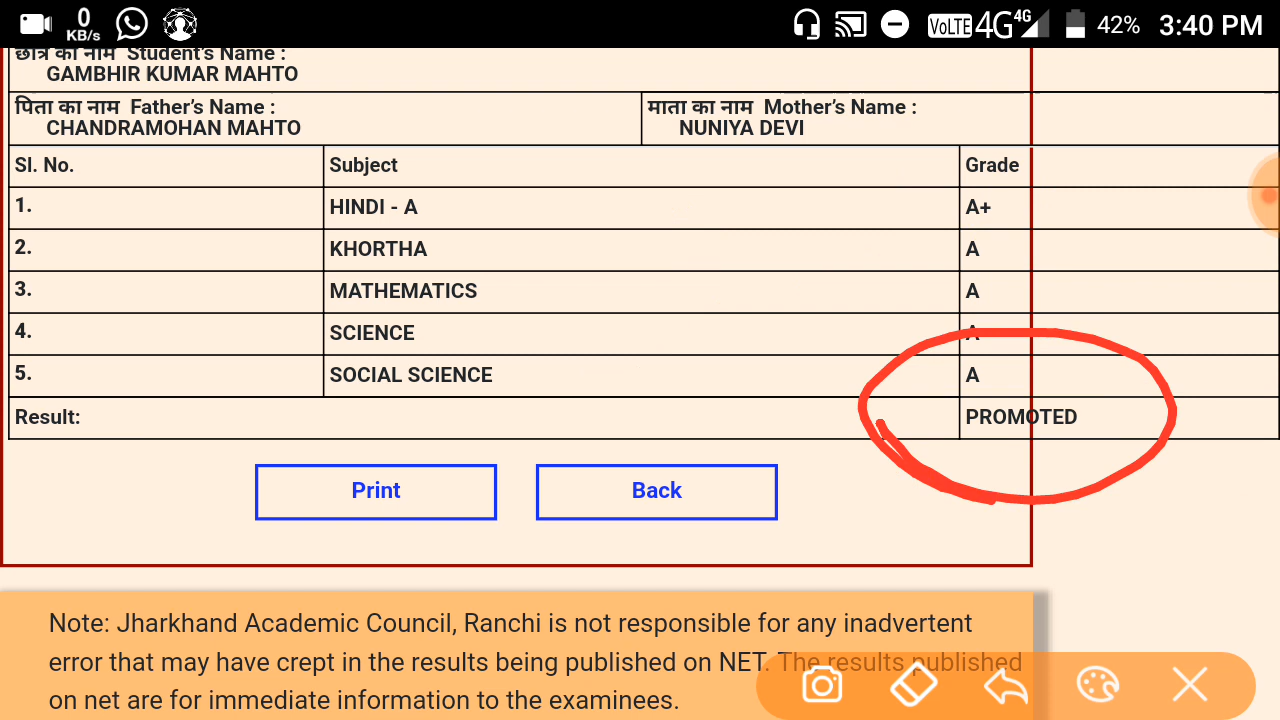 0
KB/s
VoLTE 4G 4G 42% 3:40 PM
छात्र का नाम Student's Name :
GAMBHIR KUMAR MAHTO
पिता का नाम Father's Name :
CHANDRAMOHAN MAHTO
माता का नाम Mother's Name :
NUNIYA DEVI
Sl. No. Subject Grade
1. HINDI - A A+
2. KHORTHA A
3. MATHEMATICS A
4. SCIENCE A
5. SOCIAL SCIENCE A
Result: PROMOTED
Print Back
Note: Jharkhand Academic Council, Ranchi is not responsible for any inadvertent
error that may have crept in the results being published on NET. The results published
on net are for immediate information to the examinees.